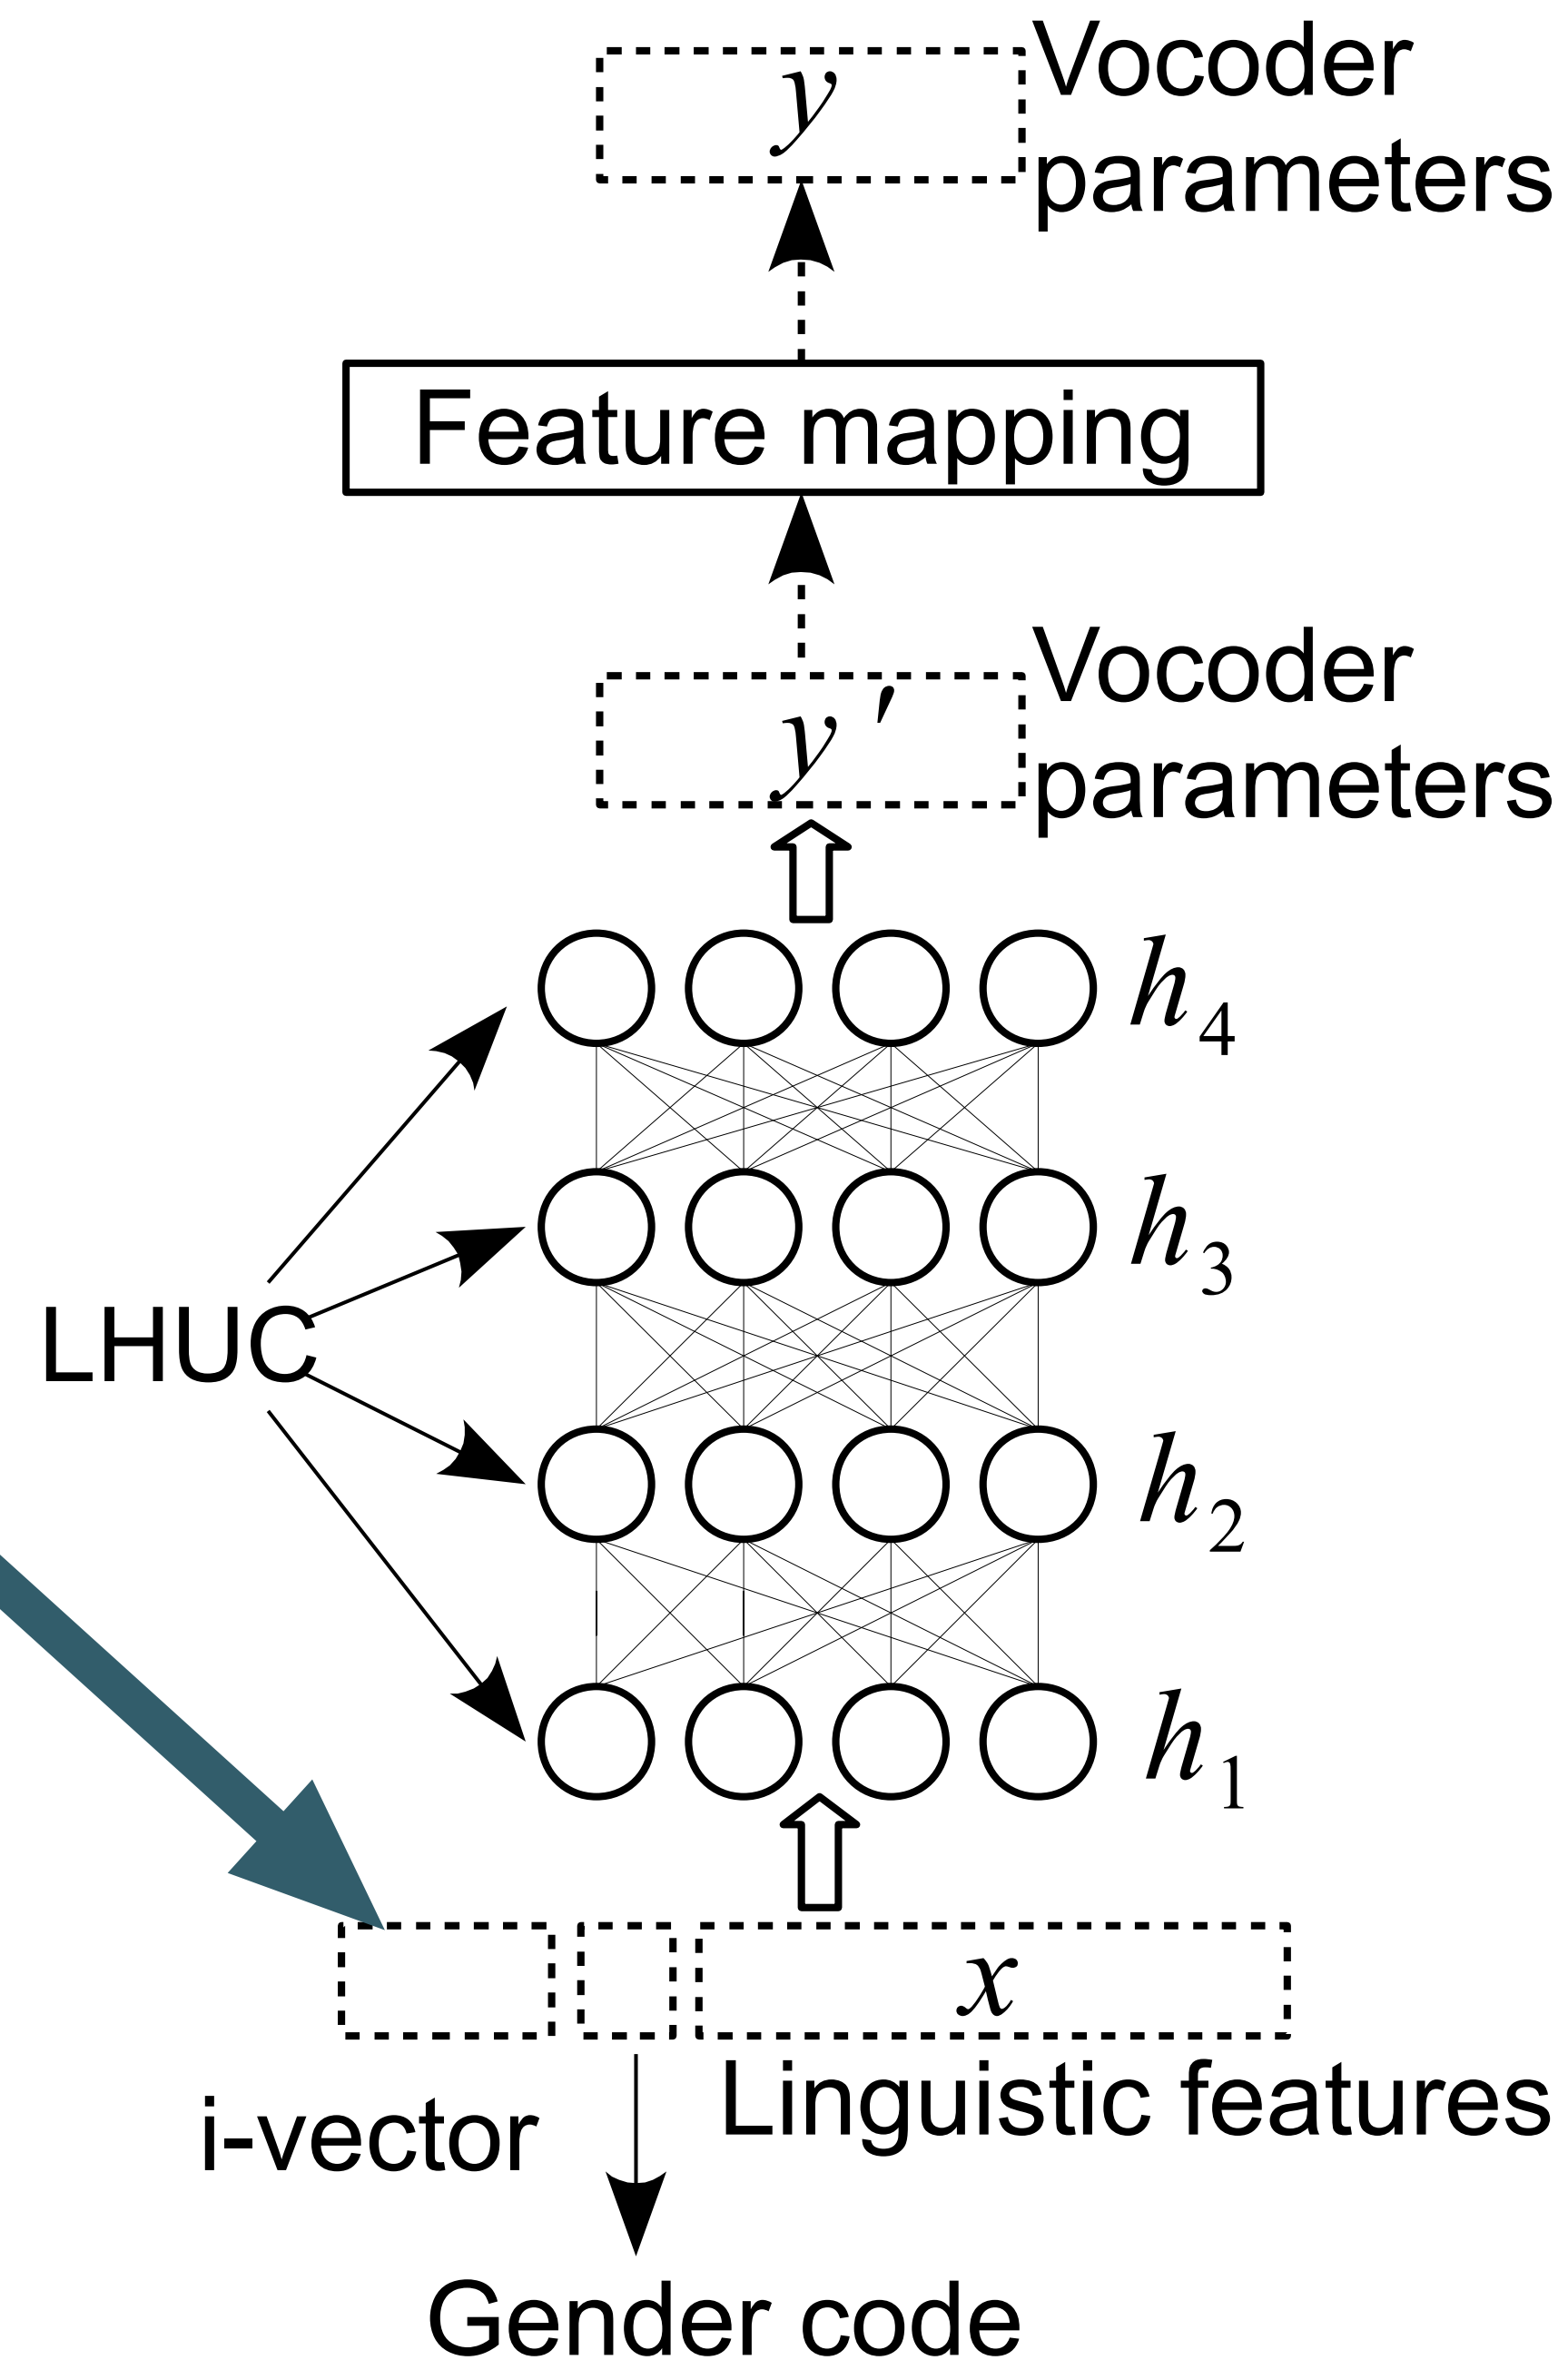 y
Vocoder
parameters
Feature mapping
y′
Vocoder
parameters
h4
h3
LHUC
h2
h1
x
Linguistic features
i-vector
Gender code